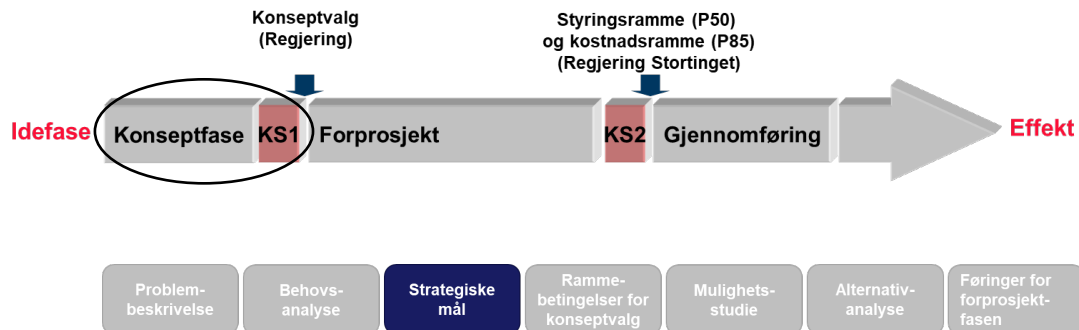 Konseptvalg
(Regjering)
Styringsramme (P50)
og kostnadsramme (P85)
(Regjering Stortinget)
Idefase
Konseptfase
KS1
Forprosjekt
KS2
Gjennomføring
Effekt
Problem-
beskrivelse
Behovs-
analyse
Strategiske
mål
Ramme-
betingelser for
konseptvalg
Mulighets-
studie
Alternativ-
analyse
Føringer for
forprosjekt-
fasen